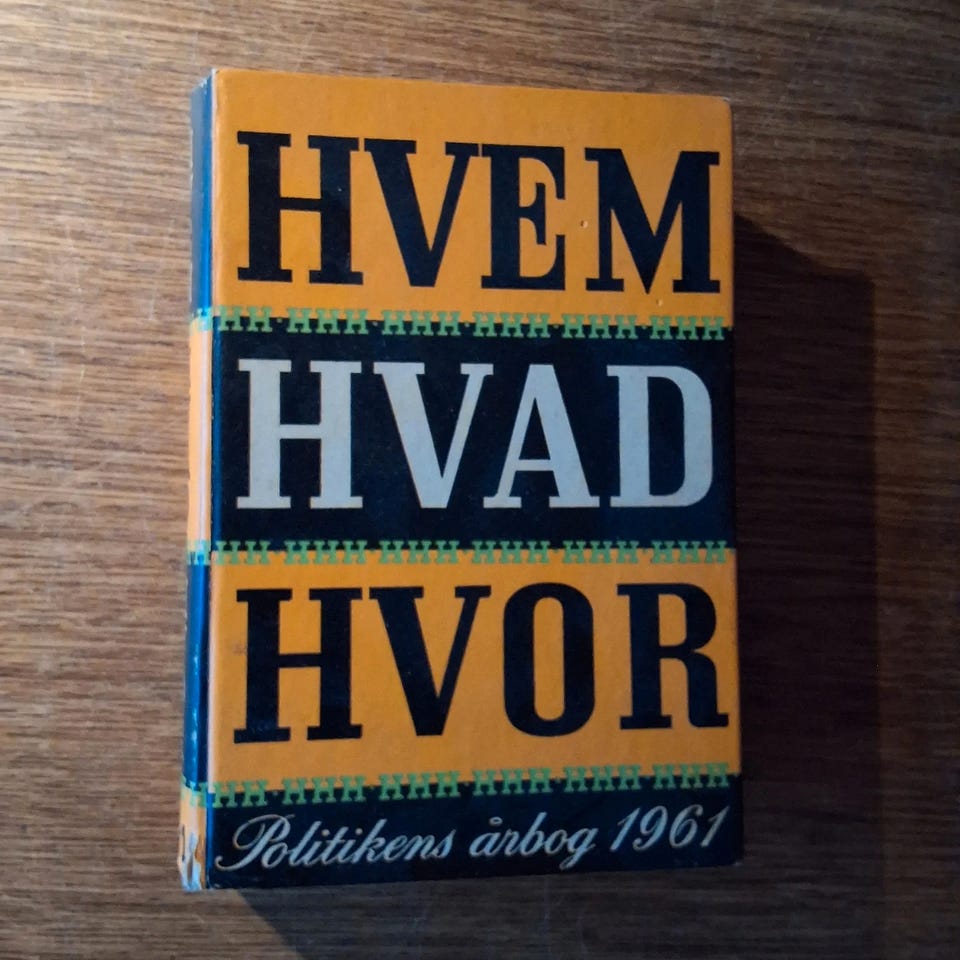 HVEM
HVAD
HVOR
Politikens årbog 1961